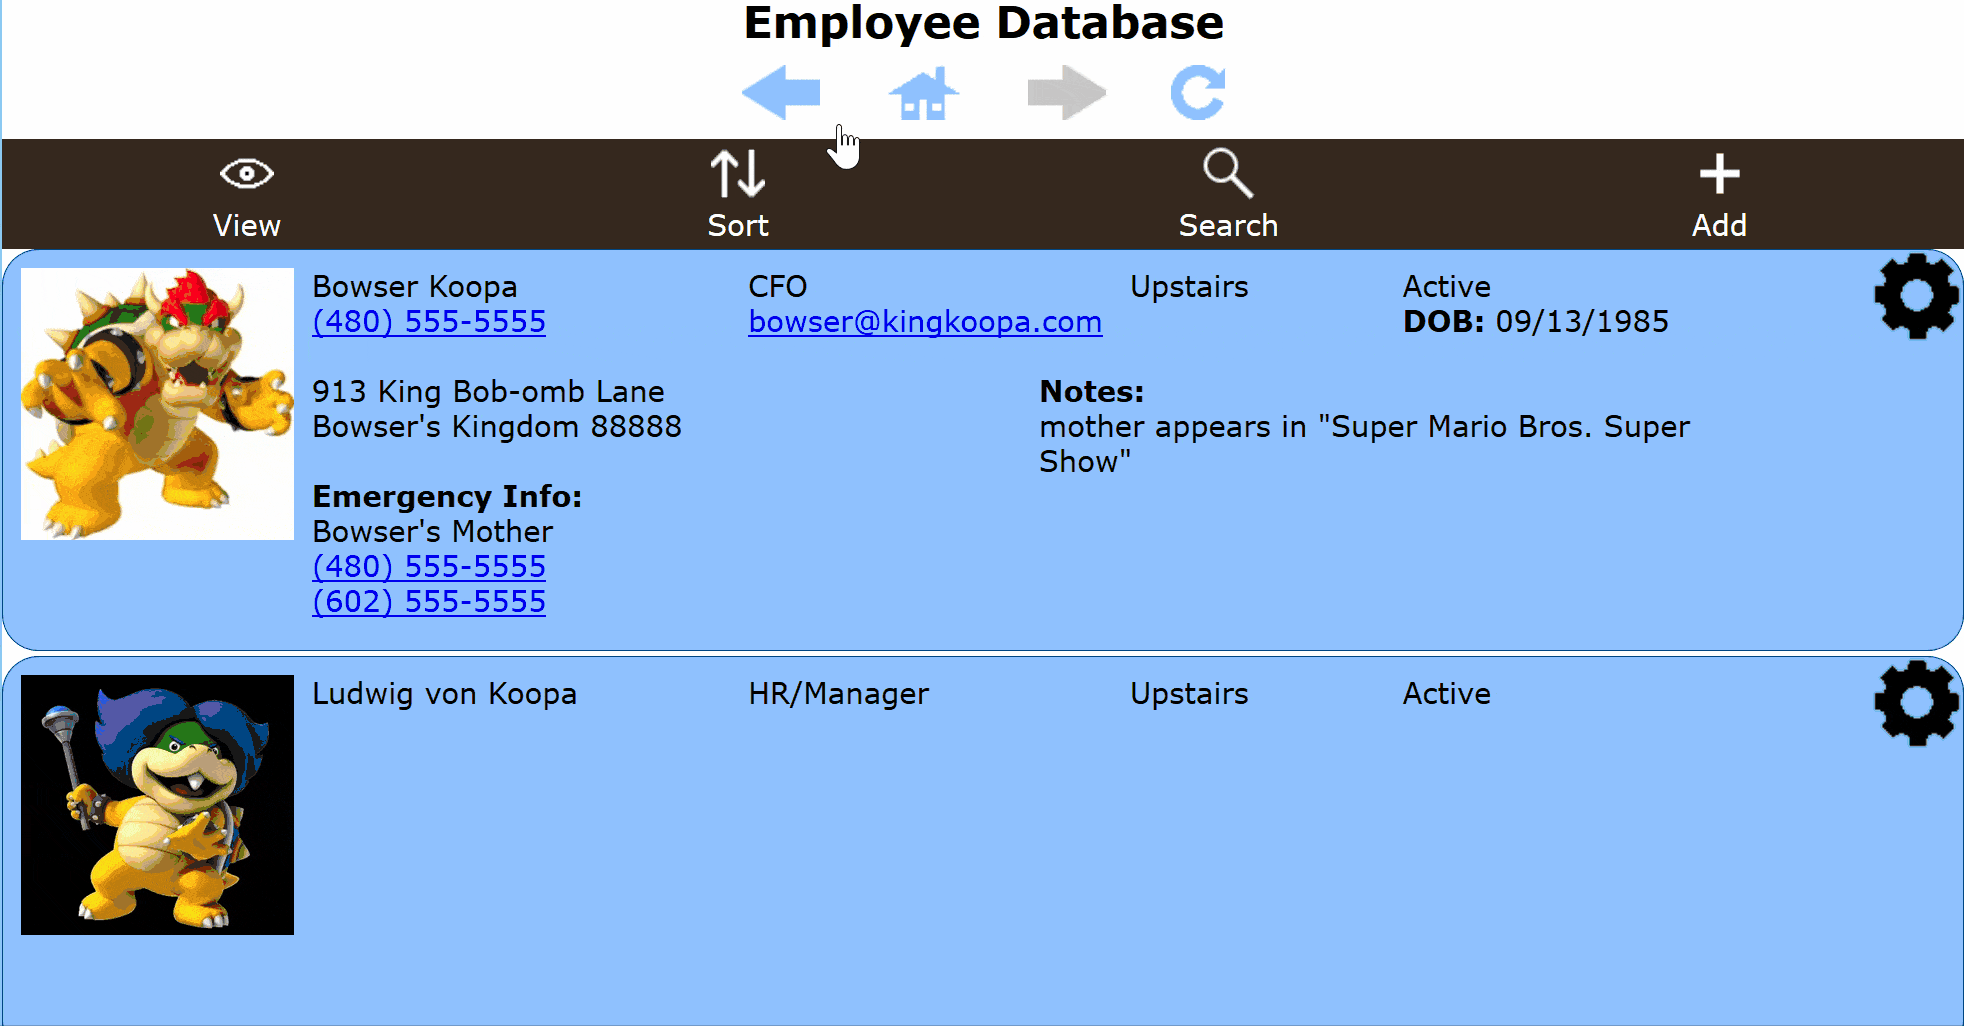 Employee Database
View Sort Search Add
Bowser Koopa CFO Upstairs Active
(480) 555-5555 bowser@kingkoopa.com DOB: 09/13/1985
913 King Bob-omb Lane Notes:
Bowser's Kingdom 88888 mother appears in "Super Mario Bros. Super
Show"
Emergency Info:
Bowser's Mother
(480) 555-5555
(602) 555-5555
Ludwig von Koopa HR/Manager Upstairs Active